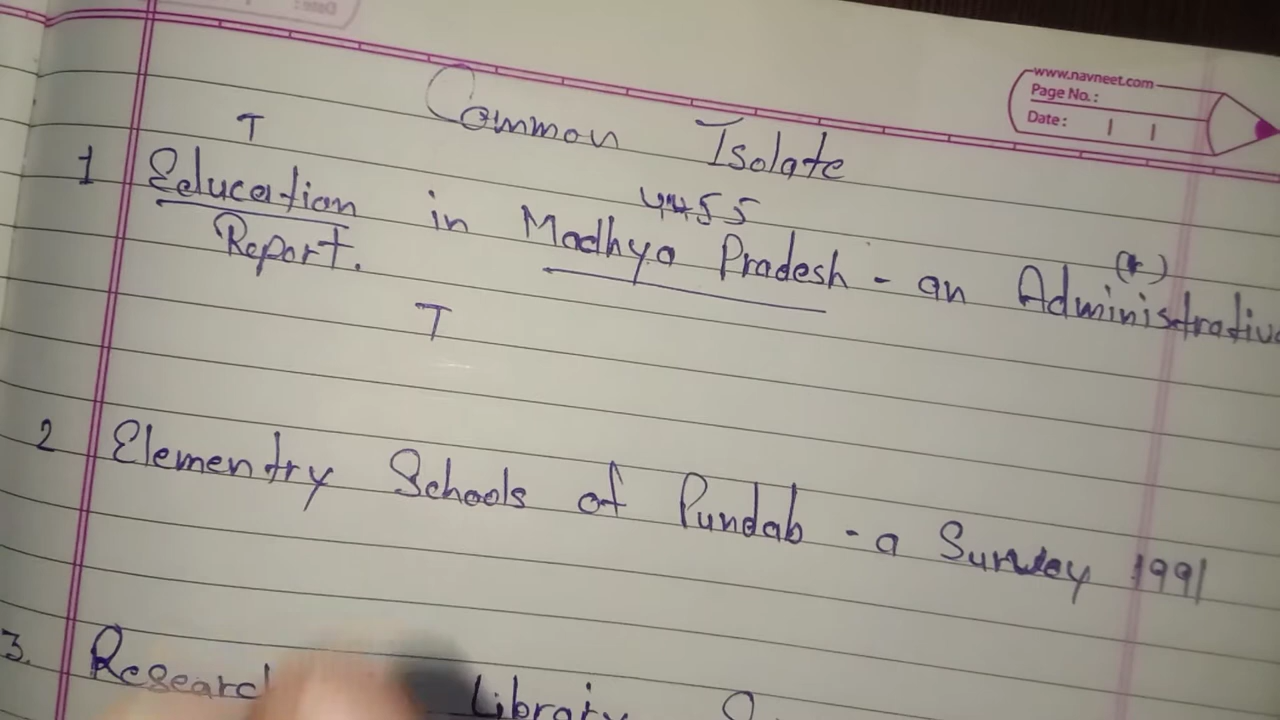 www.navneet.com
Page No.:
Date:
Common Isolate
T
4455
(r)
1 Education in Madhya Pradesh - an Administrative
Report.
T
2 Elementry Schools of Pundab - a Survey 1991
3. Research Library